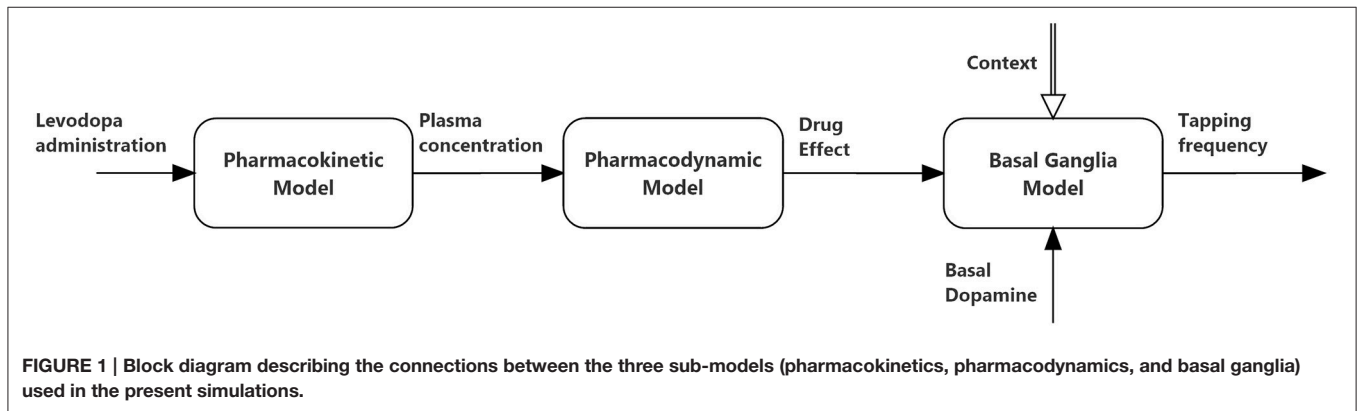 Levodopa
administration
Pharmacokinetic
Model
Plasma
concentration
Pharmacodynamic
Model
Drug
Effect
Context
Basal Ganglia
Model
Tapping
frequency
Basal
Dopamine
FIGURE 1 | Block diagram describing the connections between the three sub-models (pharmacokinetics, pharmacodynamics, and basal ganglia)
used in the present simulations.